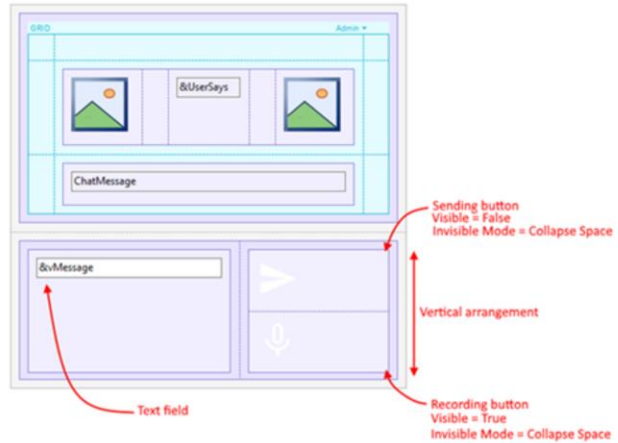 GRID Admin
&UserSays
ChatMessage
Sending button
Visible = False
Invisible Mode = Collapse Space
&vMessage
Vertical arrangement
Text field
Recording button
Visible = True
Invisible Mode = Collapse Space